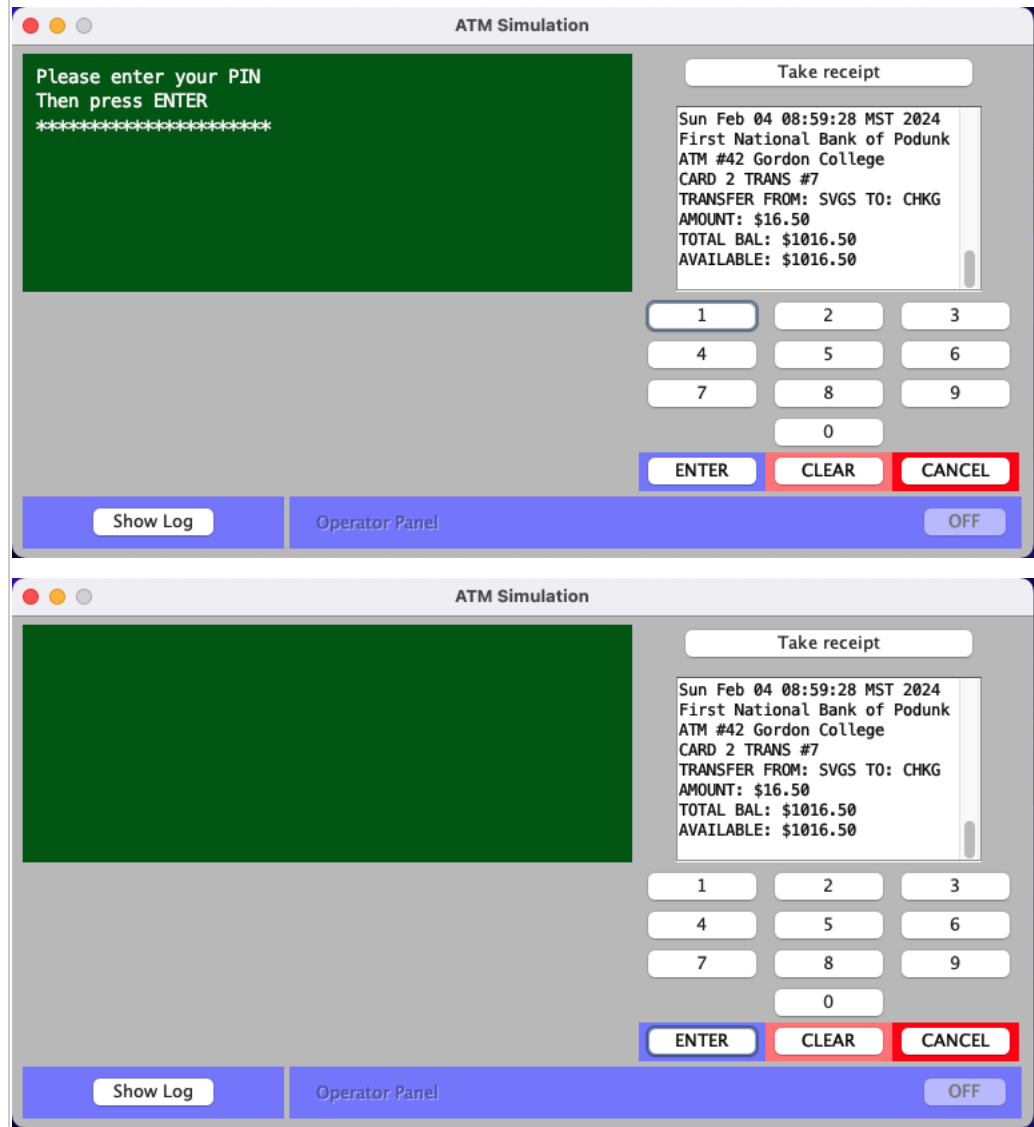 ATM Simulation
Please enter your PIN
Then press ENTER
**********************
Take receipt
Sun Feb 04 08:59:28 MST 2024
First National Bank of Podunk
ATM #42 Gordon College
CARD 2 TRANS #7
TRANSFER FROM: SVGS TO: CHKG
AMOUNT: $16.50
TOTAL BAL: $1016.50
AVAILABLE: $1016.50
1 2 3
4 5 6
7 8 9
0
ENTER CLEAR CANCEL
Show Log Operator Panel OFF
ATM Simulation
Take receipt
Sun Feb 04 08:59:28 MST 2024
First National Bank of Podunk
ATM #42 Gordon College
CARD 2 TRANS #7
TRANSFER FROM: SVGS TO: CHKG
AMOUNT: $16.50
TOTAL BAL: $1016.50
AVAILABLE: $1016.50
1 2 3
4 5 6
7 8 9
0
ENTER CLEAR CANCEL
Show Log Operator Panel OFF